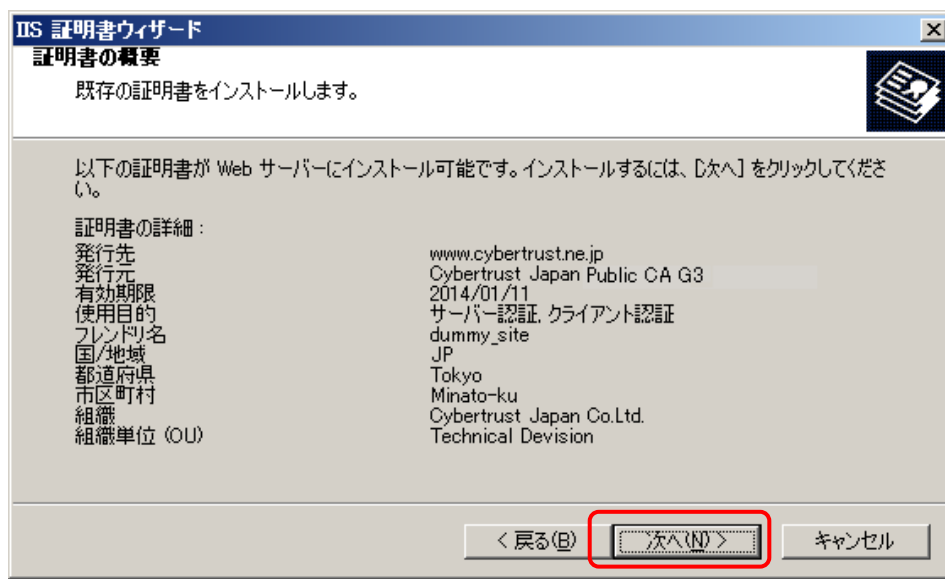 IIS 証明書ウィザード
証明書の概要
既存の証明書をインストールします。
以下の証明書が Web サーバーにインストール可能です。インストールするには、[次へ] をクリックしてくださ
い。
証明書の詳細：
発行先 www.cybertrust.ne.jp
発行元 Cybertrust Japan Public CA G3
有効期限 2014/01/11
使用目的 サーバー認証, クライアント認証
フレンドリ名 dummy_site
国/地域 JP
都道府県 Tokyo
市区町村 Minato-ku
組織 Cybertrust Japan Co.Ltd.
組織単位 (OU) Technical Devision
< 戻る(B) 次へ(N) > キャンセル